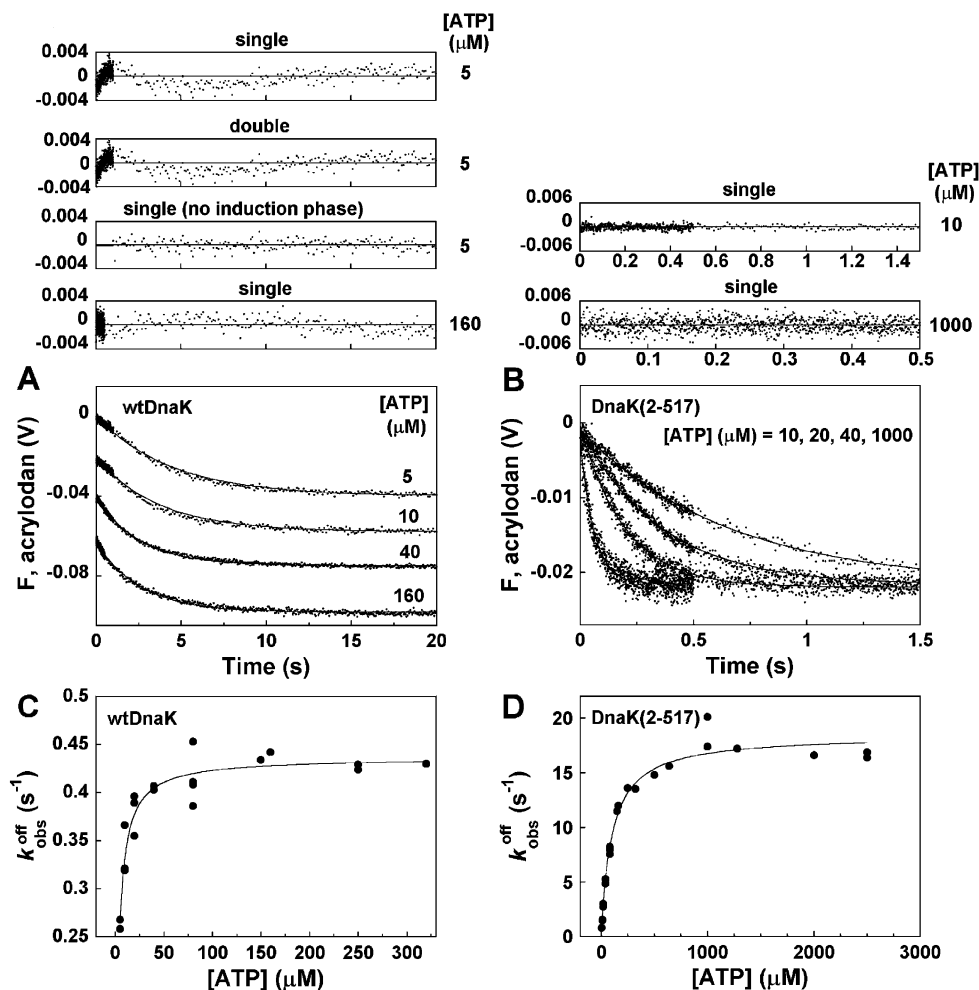 [ATP]
(μM)
single
0.004
0
-0.004
5
double
0.004
0
-0.004
5
single (no induction phase)
0.004
0
-0.004
5
single
0.004
0
-0.004
160
[ATP]
(μM)
single
0.006
0
-0.006
10
0 0.2 0.4 0.6 0.8 1 1.2 1.4
single
0.006
0
-0.006
1000
0 0.1 0.2 0.3 0.4 0.5
A
wtDnaK
[ATP]
(μM)
5
10
40
160
0
-0.04
-0.08
F, acrylodan (V)
0 5 10 15 20
Time (s)
B
DnaK(2-517)
[ATP] (μM) = 10, 20, 40, 1000
0
-0.01
-0.02
F, acrylodan (V)
0 0.5 1 1.5
Time (s)
C
wtDnaK
0.5
0.45
0.4
0.35
0.3
0.25
k off obs (s-1)
0 50 100 150 200 250 300
[ATP] (μM)
D
DnaK(2-517)
20
15
10
5
0
k off obs (s-1)
0 1000 2000 3000
[ATP] (μM)